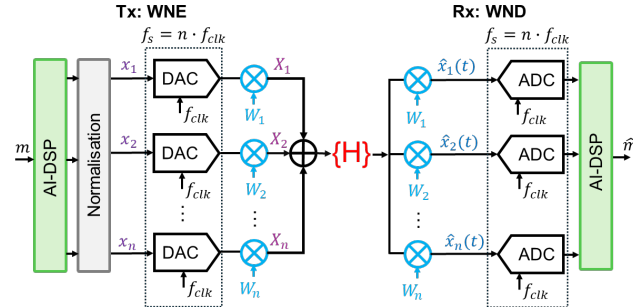 Tx: WNE
Rx: WND
f_s = n · f_clk
f_s = n · f_clk
m
AI-DSP
Normalisation
x_1
DAC
f_clk
W_1
X_1
x_2
DAC
f_clk
W_2
X_2
⋮
⋮
x_n
DAC
f_clk
W_n
X_n
{H}
W_1
x̂_1(t)
ADC
f_clk
W_2
x̂_2(t)
ADC
f_clk
⋮
⋮
W_n
x̂_n(t)
ADC
f_clk
AI-DSP
m̂